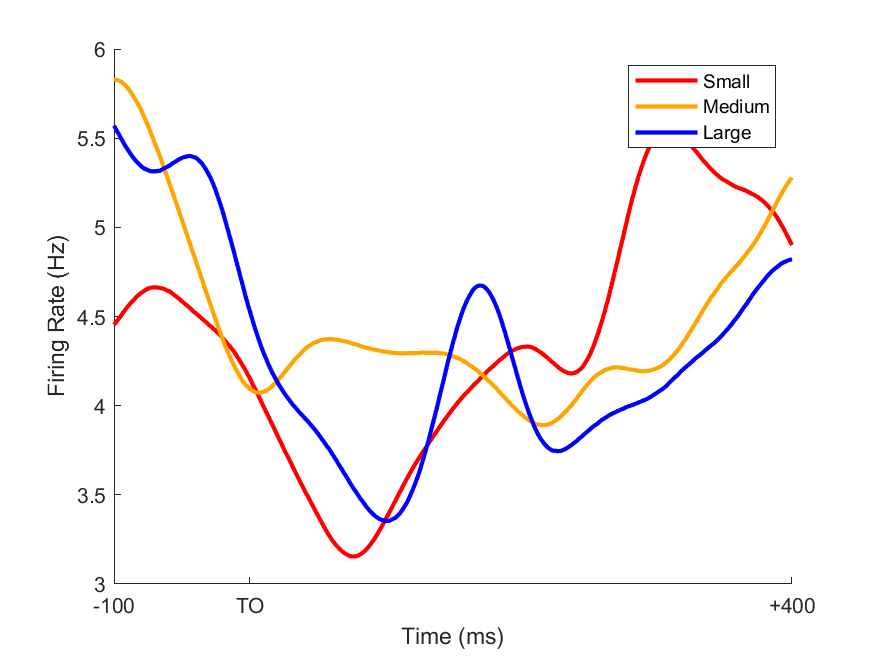 6
5.5
5
4.5
4
3.5
3
Firing Rate (Hz)
Small
Medium
Large
-100
TO
+400
Time (ms)